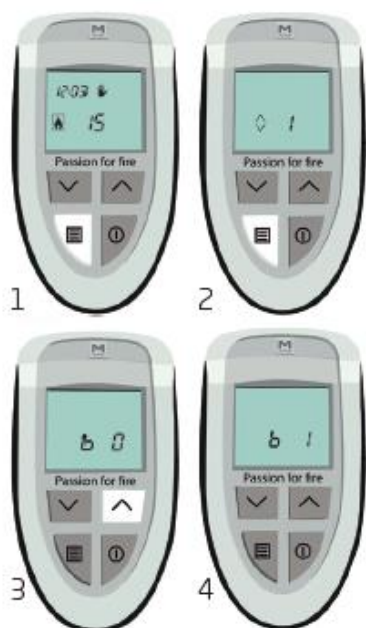 12:03
15
Passion for fire
1
1
Passion for fire
2
b 0
Passion for fire
3
b 1
Passion for fire
4